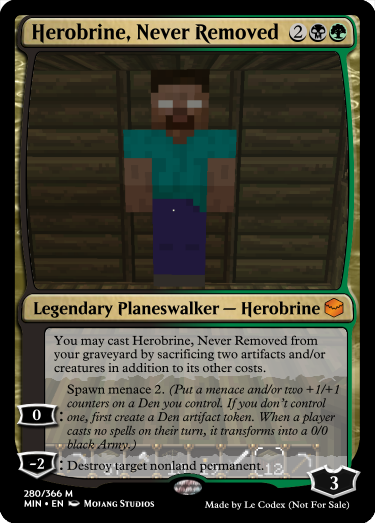 Herobrine, Never Removed 2
Legendary Planeswalker — Herobrine
You may cast Herobrine, Never Removed from
your graveyard by sacrificing two artifacts and/or
creatures in addition to its other costs.
Spawn menace 2. (Put a menace and/or two +1/+1
counters on a Den you control. If you don't control
0 : one, first create a Den artifact token. When a player
casts no spells on their turn, it transforms into a 0/0
black Army.)
12
-2 : Destroy target nonland permanent.
3
280/366 M
MIN • EN Mojang Studios
Made by Le Codex (Not For Sale)